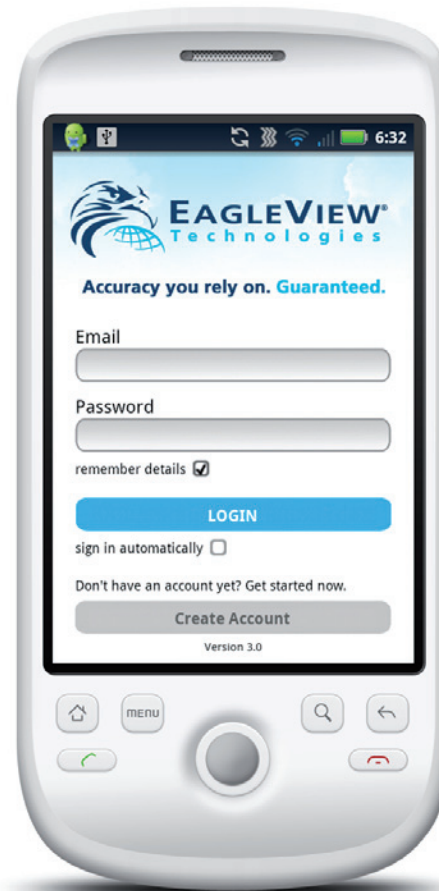 6:32
EAGLEVIEW®
Technologies
Accuracy you rely on. Guaranteed.
Email
Password
remember details
LOGIN
sign in automatically
Don't have an account yet? Get started now.
Create Account
Version 3.0
MENU